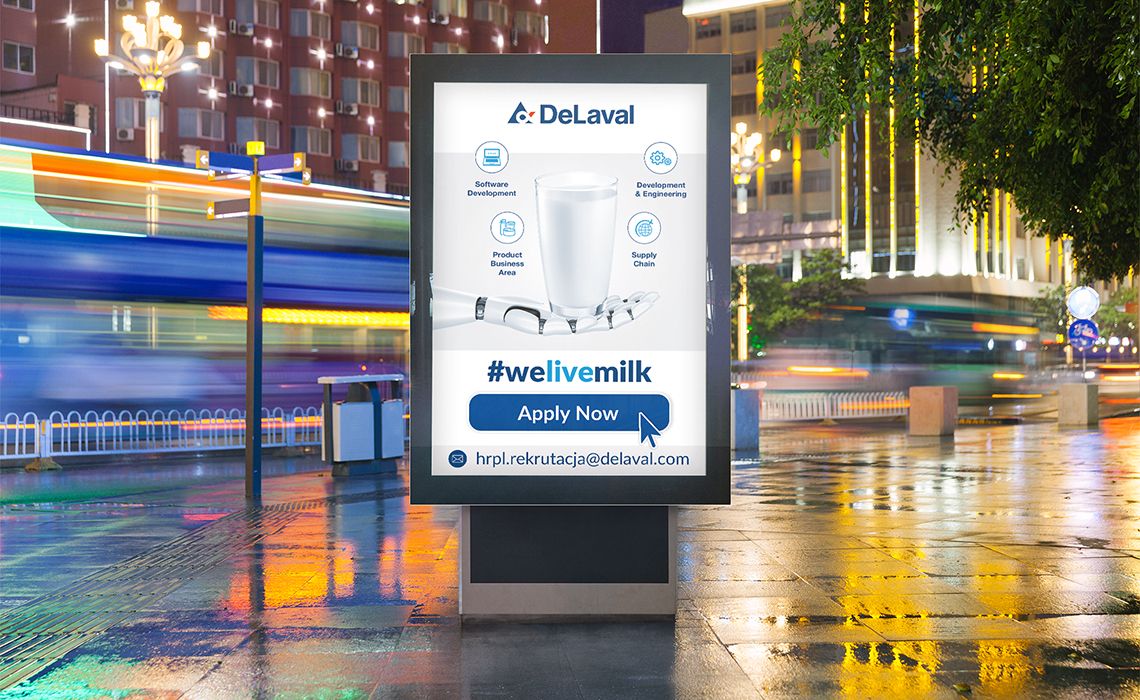 DeLaval
Software
Development
Development
& Engineering
Product
Business
Area
Supply
Chain
#welivemilk
Apply Now
hrpl.rekrutacja@delaval.com